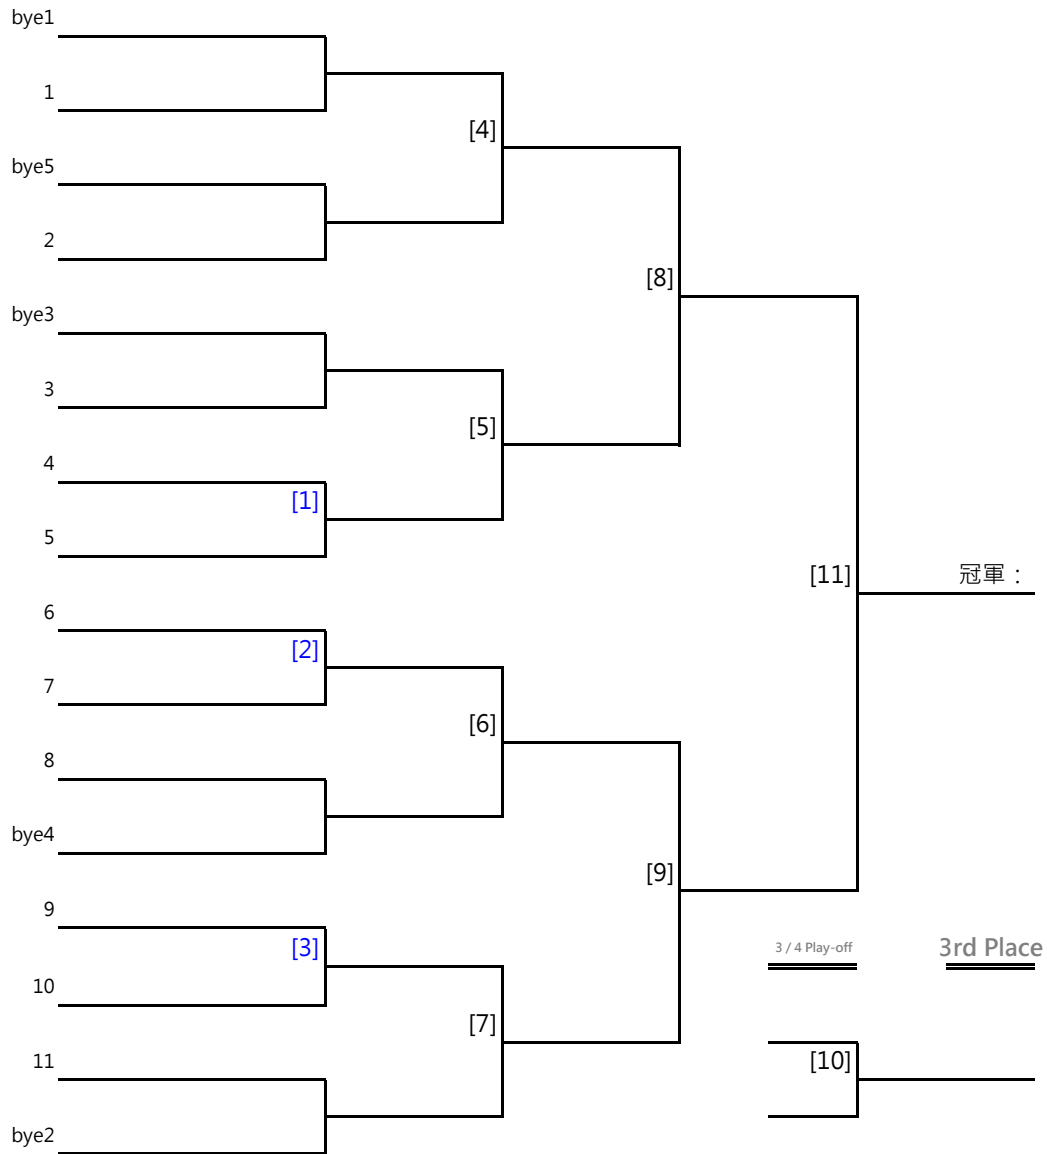 bye1
1
[4]
bye5
2
[8]
bye3
3
[5]
4
[1]
5
[11]
冠軍：
6
[2]
7
[6]
8
bye4
[9]
9
[3]
3 / 4 Play-off
3rd Place
10
[7]
11
[10]
bye2